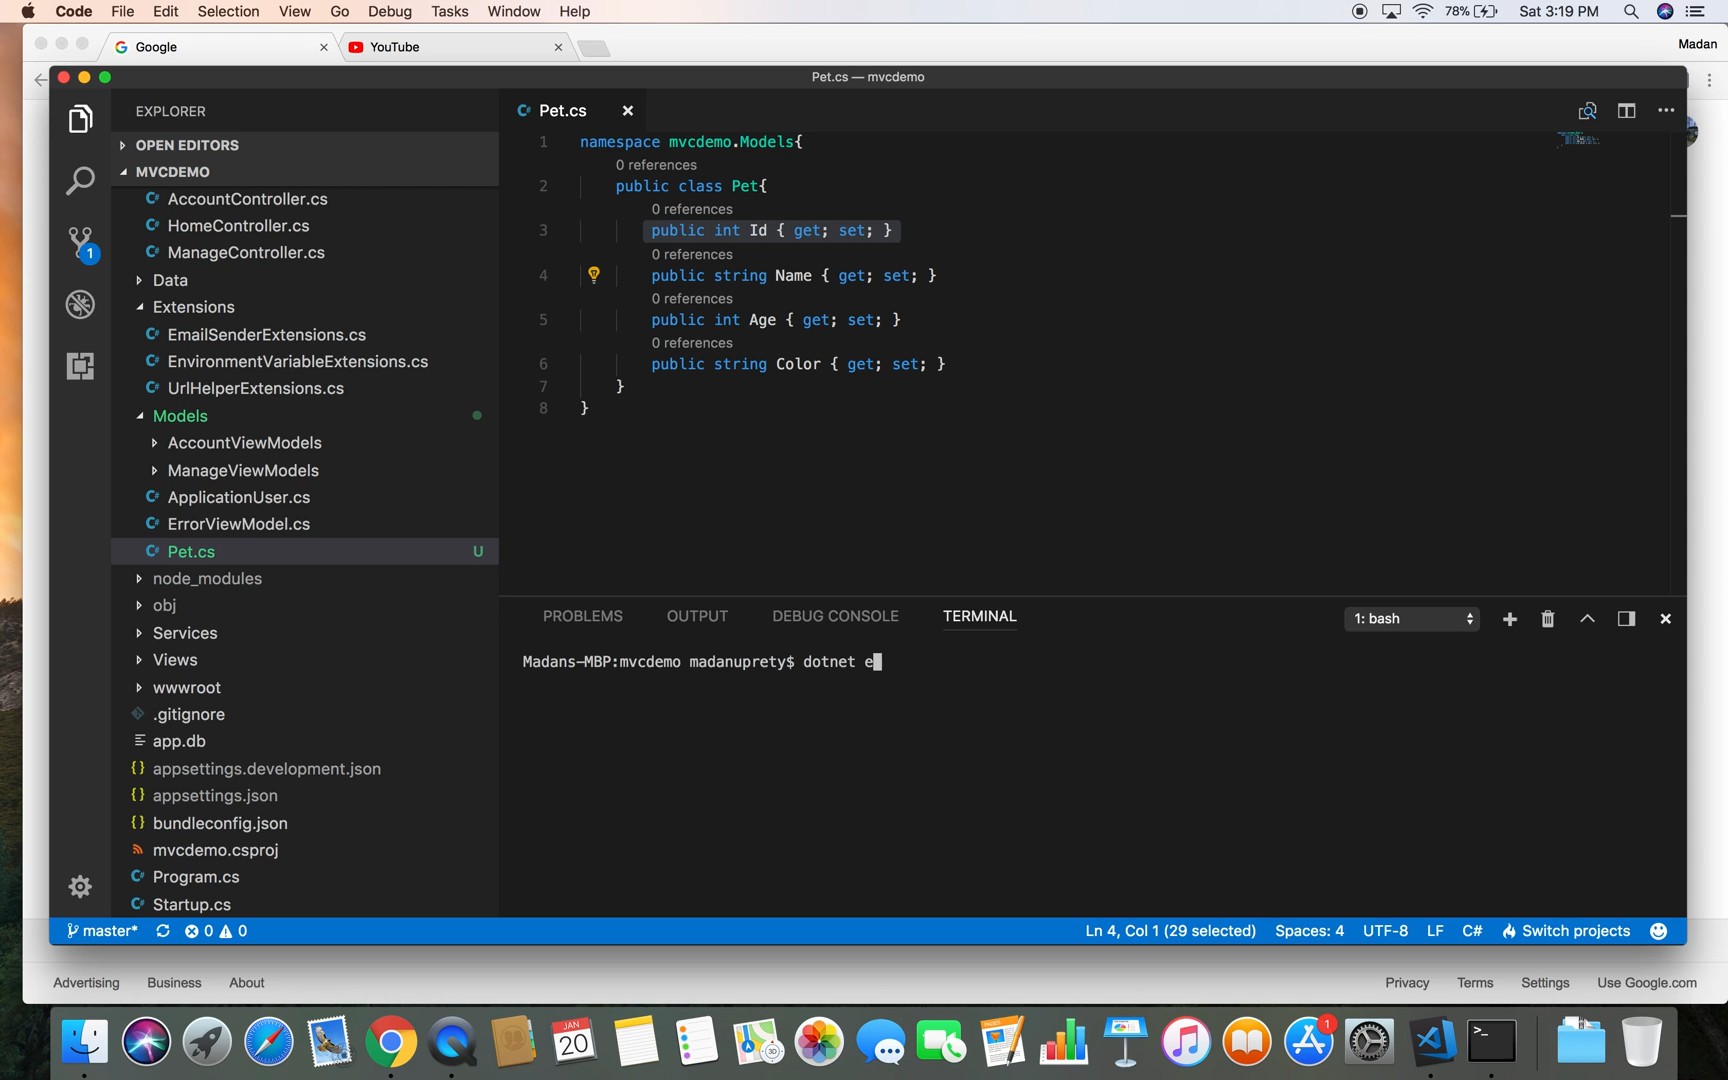 Code File Edit Selection View Go Debug Tasks Window Help 78% Sat 3:19 PM
Google YouTube Madan
Pet.cs — mvcdemo
EXPLORER
OPEN EDITORS
MVCDEMO
AccountController.cs
HomeController.cs
ManageController.cs
Data
Extensions
EmailSenderExtensions.cs
EnvironmentVariableExtensions.cs
UrlHelperExtensions.cs
Models
AccountViewModels
ManageViewModels
ApplicationUser.cs
ErrorViewModel.cs
Pet.cs U
node_modules
obj
Services
Views
wwwroot
.gitignore
app.db
appsettings.development.json
appsettings.json
bundleconfig.json
mvcdemo.csproj
Program.cs
Startup.cs
1
Pet.cs
1 namespace mvcdemo.Models{
0 references
2 public class Pet{
0 references
3 public int Id { get; set; }
0 references
4 public string Name { get; set; }
0 references
5 public int Age { get; set; }
0 references
6 public string Color { get; set; }
7 }
8 }
PROBLEMS OUTPUT DEBUG CONSOLE TERMINAL 1: bash
Madans-MBP:mvcdemo madanuprety$ dotnet e
master* 0 0 Ln 4, Col 1 (29 selected) Spaces: 4 UTF-8 LF C# Switch projects
Advertising Business About Privacy Terms Settings Use Google.com
JAN
20
3D
PAGES
1
>_